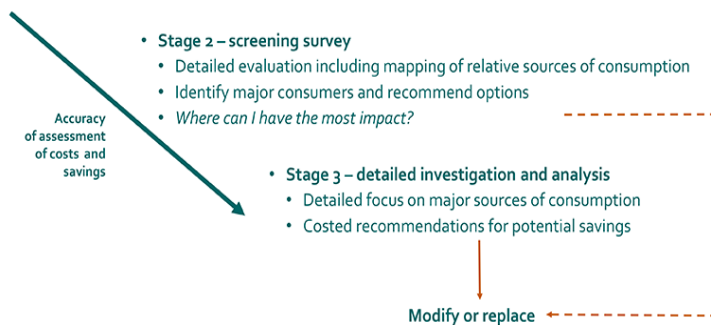 • Stage 2 – screening survey
• Detailed evaluation including mapping of relative sources of consumption
• Identify major consumers and recommend options
• Where can I have the most impact?
Accuracy
of assessment
of costs and
savings
• Stage 3 – detailed investigation and analysis
• Detailed focus on major sources of consumption
• Costed recommendations for potential savings
Modify or replace